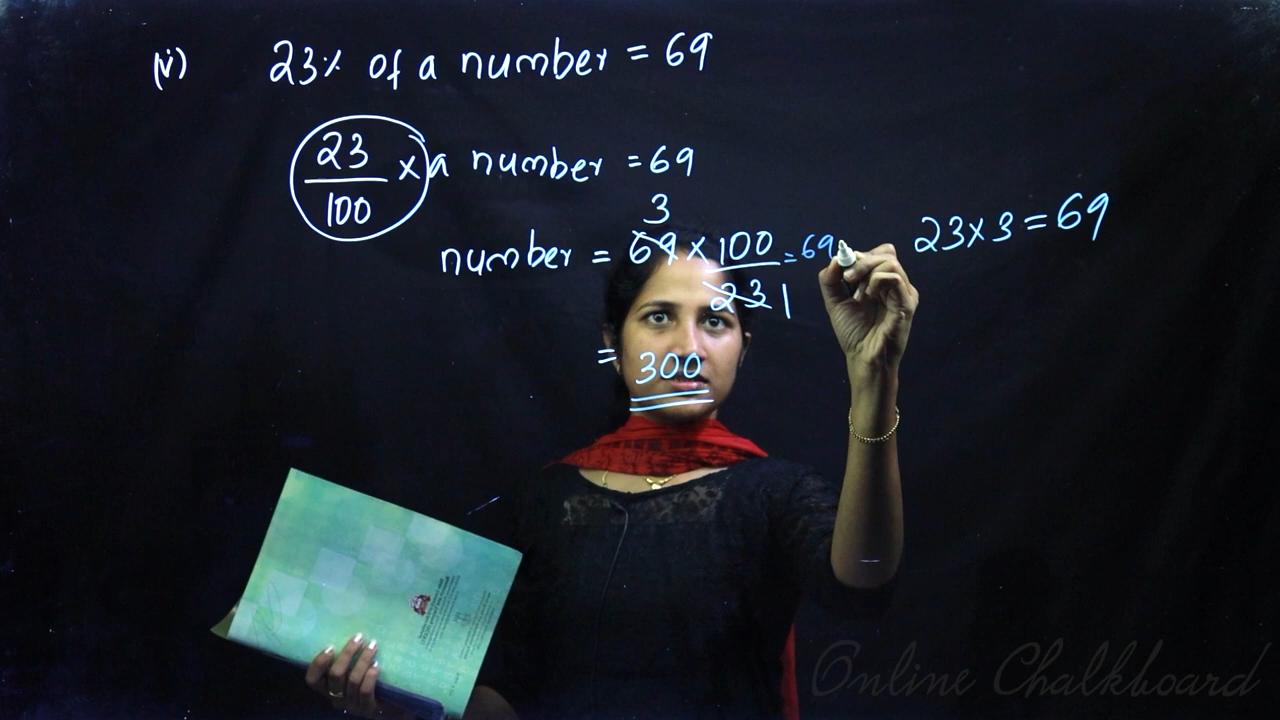 (v) 23% of a number = 69
23/100 × a number = 69
3
number = 69 × 100/23 1 = 69
23×3 = 69
= 300
Online Chalkboard